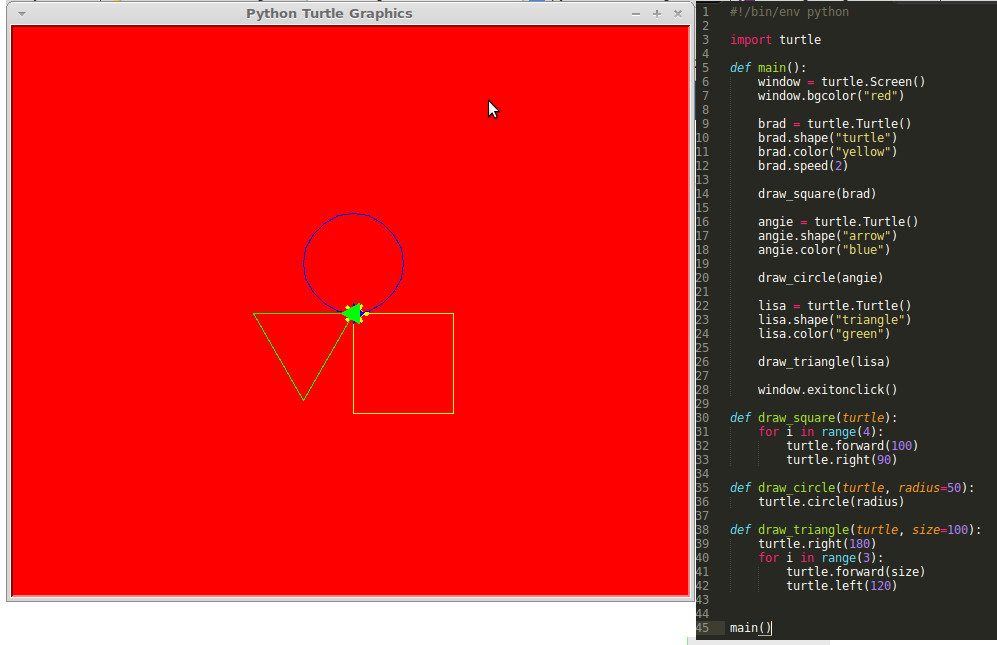 Python Turtle Graphics
1 #!/bin/env python
2
3 import turtle
4
5 def main():
6     window = turtle.Screen()
7     window.bgcolor("red")
8
9     brad = turtle.Turtle()
10     brad.shape("turtle")
11     brad.color("yellow")
12     brad.speed(2)
13
14     draw_square(brad)
15
16     angie = turtle.Turtle()
17     angie.shape("arrow")
18     angie.color("blue")
19
20     draw_circle(angie)
21
22     lisa = turtle.Turtle()
23     lisa.shape("triangle")
24     lisa.color("green")
25
26     draw_triangle(lisa)
27
28     window.exitonclick()
29
30 def draw_square(turtle):
31     for i in range(4):
32         turtle.forward(100)
33         turtle.right(90)
34
35 def draw_circle(turtle, radius=50):
36     turtle.circle(radius)
37
38 def draw_triangle(turtle, size=100):
39     turtle.right(180)
40     for i in range(3):
41         turtle.forward(size)
42         turtle.left(120)
43
44
45 main()